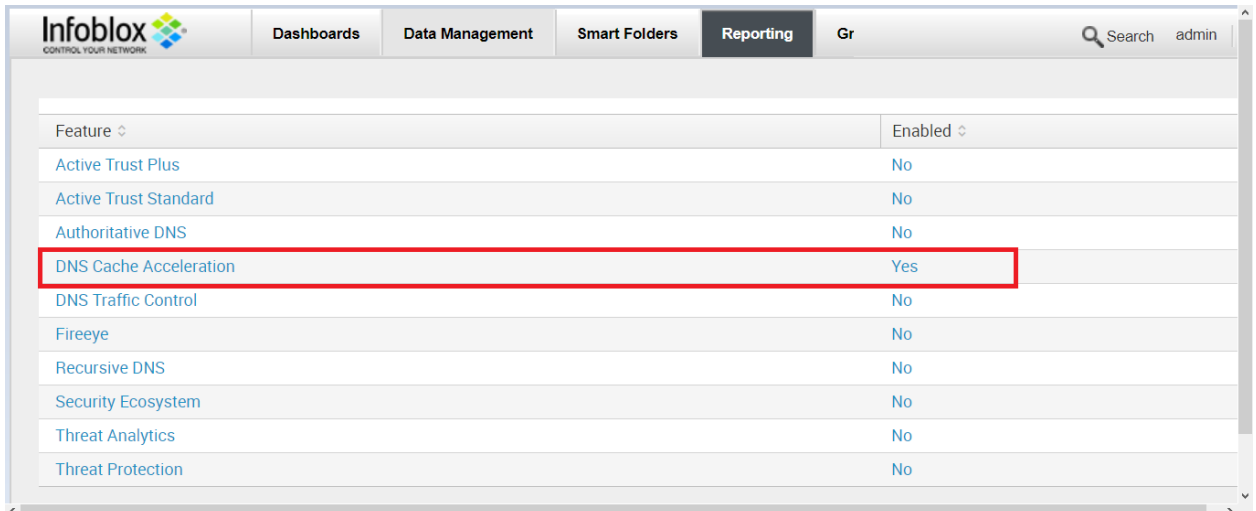 Infoblox
CONTROL YOUR NETWORK
Dashboards Data Management Smart Folders Reporting Gr Search admin
Feature Enabled
Active Trust Plus No
Active Trust Standard No
Authoritative DNS No
DNS Cache Acceleration Yes
DNS Traffic Control No
Fireeye No
Recursive DNS No
Security Ecosystem No
Threat Analytics No
Threat Protection No